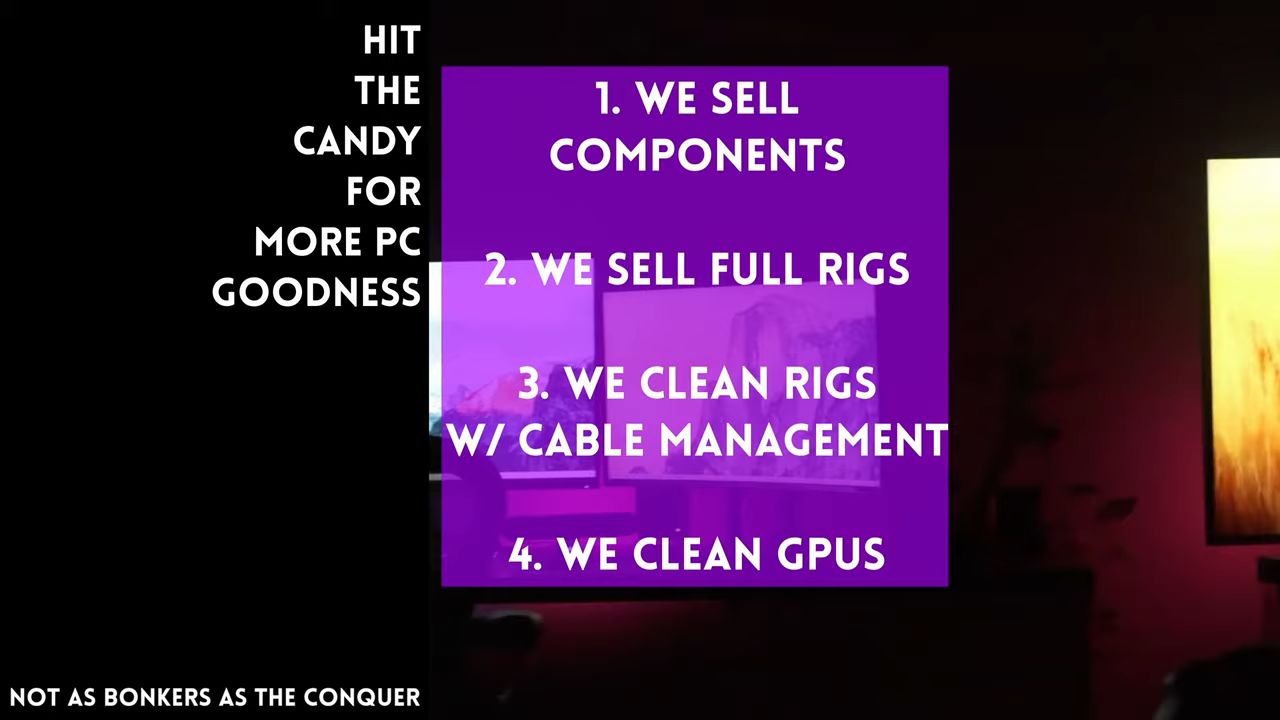 HIT
THE
CANDY
FOR
MORE PC
GOODNESS
1. WE SELL
COMPONENTS
2. WE SELL FULL RIGS
3. WE CLEAN RIGS
W/ CABLE MANAGEMENT
4. WE CLEAN GPUS
NOT AS BONKERS AS THE CONQUER